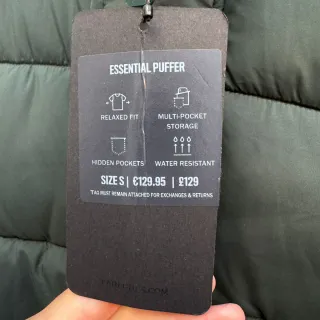 ESSENTIAL PUFFER
RELAXED FIT
MULTI-POCKET
STORAGE
HIDDEN POCKETS
WATER RESISTANT
SIZE S | €129.95 | £129
TAG MUST REMAIN ATTACHED FOR EXCHANGES & RETURNS